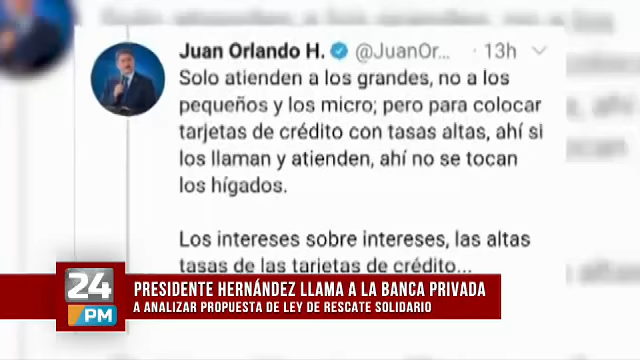 Juan Orlando H. @JuanOr... · 13h
Solo atienden a los grandes, no a los
pequeños y los micro; pero para colocar
tarjetas de crédito con tasas altas, ahí si
los llaman y atienden, ahí no se tocan
los hígados.
Los intereses sobre intereses, las altas
tasas de las tarjetas de crédito...
24
PM
PRESIDENTE HERNÁNDEZ LLAMA A LA BANCA PRIVADA
A ANALIZAR PROPUESTA DE LEY DE RESCATE SOLIDARIO